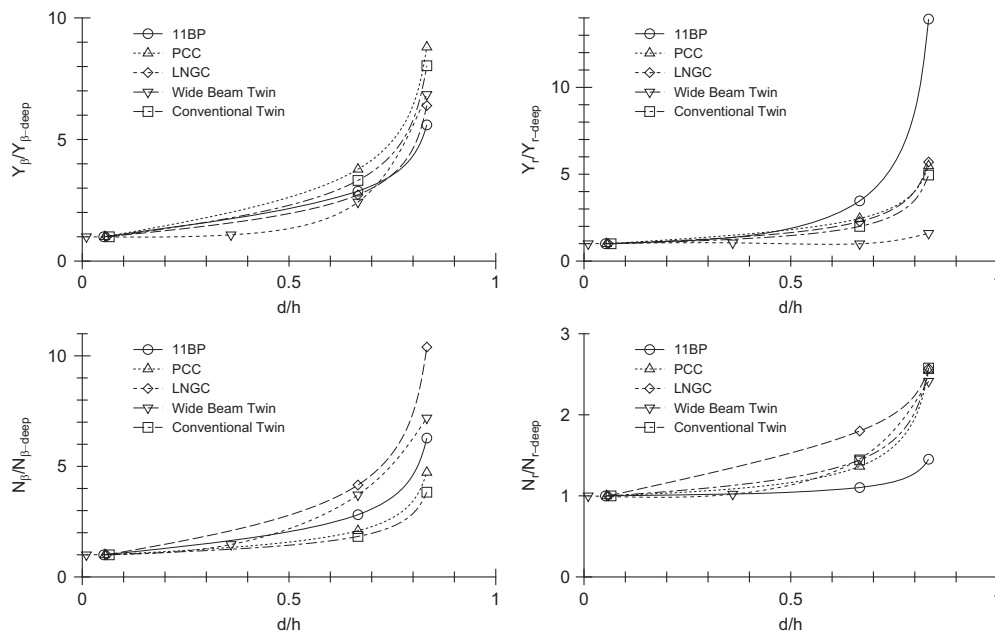 10
5
0
0
0.5
1
d/h
Yβ/Yβ–deep
11BP
PCC
LNGC
Wide Beam Twin
Conventional Twin
10
5
0
0
0.5
1
d/h
Yr/Yr–deep
11BP
PCC
LNGC
Wide Beam Twin
Conventional Twin
10
5
0
0
0.5
1
d/h
Nβ/Nβ–deep
11BP
PCC
LNGC
Wide Beam Twin
Conventional Twin
3
2
1
0
0
0.5
1
d/h
Nr/Nr–deep
11BP
PCC
LNGC
Wide Beam Twin
Conventional Twin